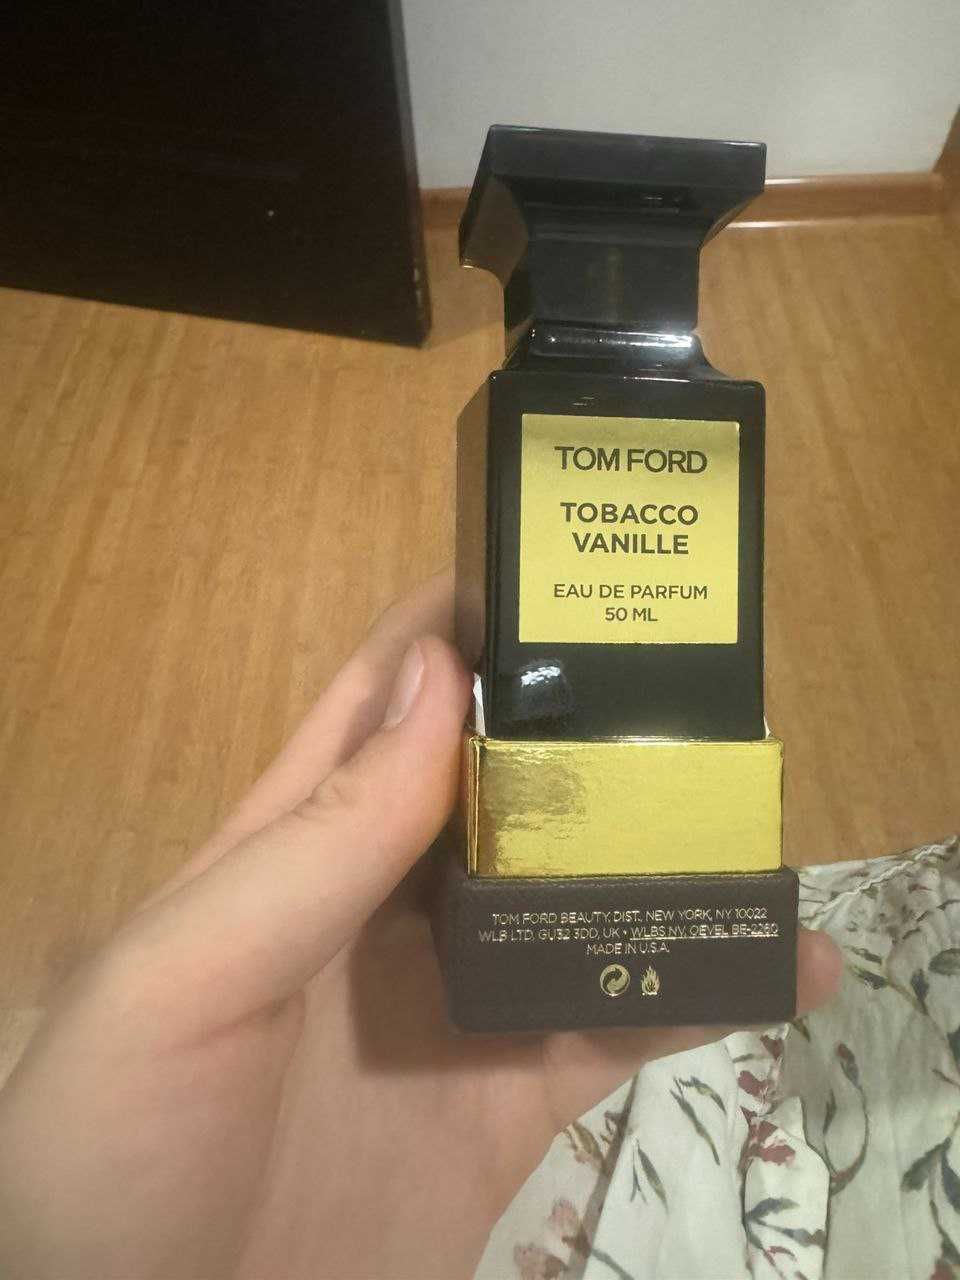 TOM FORD
TOBACCO
VANILLE
EAU DE PARFUM
50 ML
TOM FORD BEAUTY, DIST. NEW YORK, NY 10022
WLB LTD, GU32 3DD, UK • WLBS NV, OEVEL BE-2260
MADE IN U.S.A.